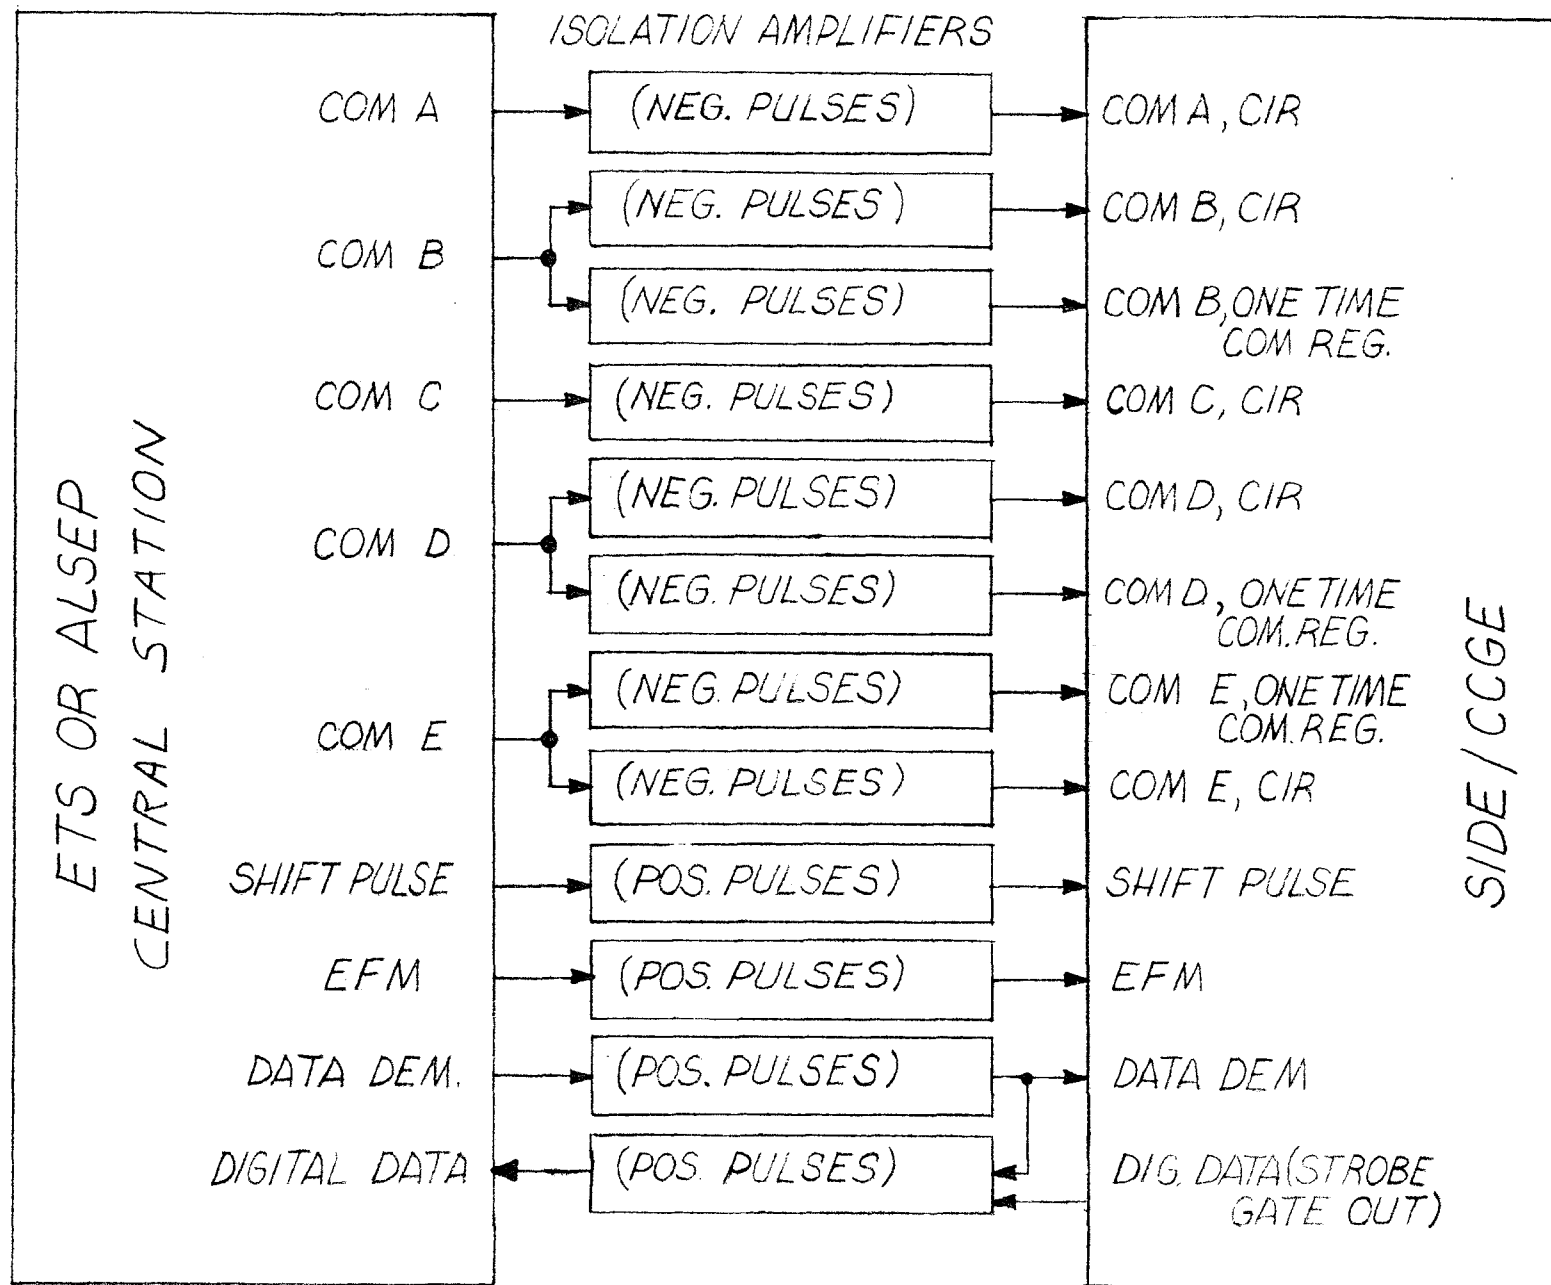 ISOLATION AMPLIFIERS
COM A
(NEG. PULSES)
COM A, CIR
(NEG. PULSES)
COM B, CIR
COM B
(NEG. PULSES)
COM B, ONE TIME
COM REG.
COM C
(NEG. PULSES)
COM C, CIR
(NEG. PULSES)
COM D, CIR
COM D
(NEG. PULSES)
COM D, ONE TIME
COM. REG.
(NEG. PULSES)
COM E, ONE TIME
COM. REG.
COM E
(NEG. PULSES)
COM E, CIR
SHIFT PULSE
(POS. PULSES)
SHIFT PULSE
EFM
(POS. PULSES)
EFM
DATA DEM.
(POS. PULSES)
DATA DEM
DIGITAL DATA
(POS. PULSES)
DIG. DATA (STROBE
GATE OUT)
ETS OR ALSEP
CENTRAL STATION
SIDE / CCGE